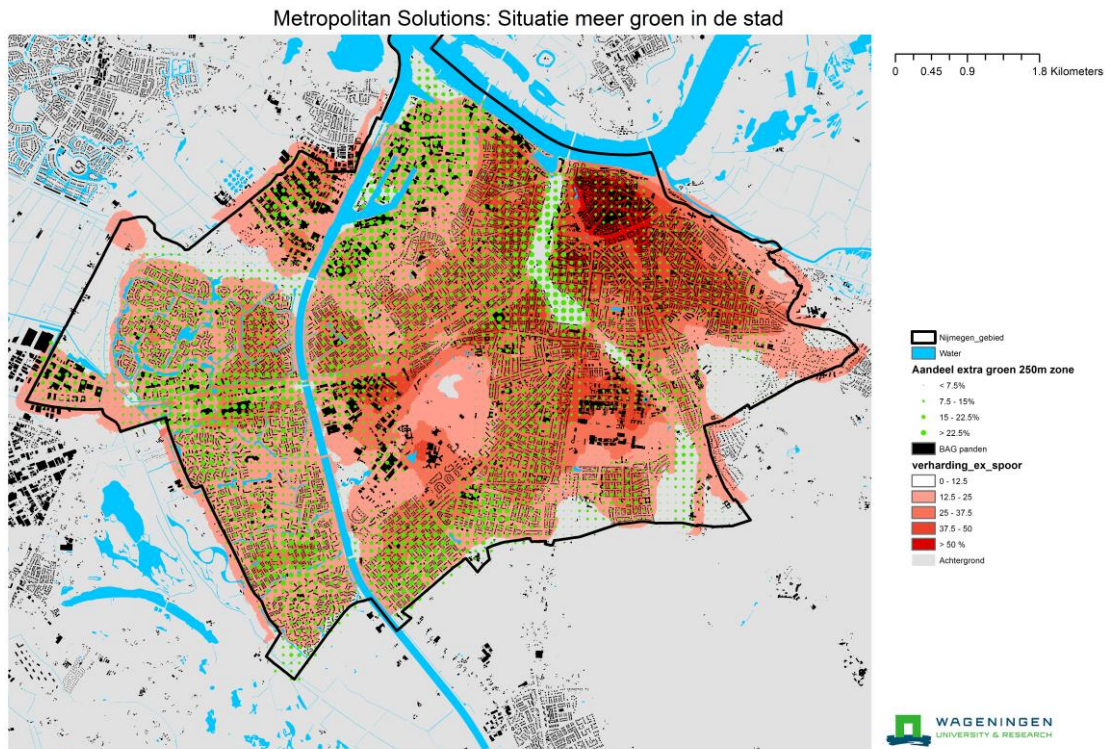 Metropolitan Solutions: Situatie meer groen in de stad
0 0.45 0.9 1.8 Kilometers
Nijmegen_gebied
Water
Aandeel extra groen 250m zone
< 7.5%
7.5 - 15%
15 - 22.5%
> 22.5%
BAG panden
verharding_ex_spoor
0 - 12.5
12.5 - 25
25 - 37.5
37.5 - 50
> 50 %
Achtergrond
WAGENINGEN
UNIVERSITY & RESEARCH